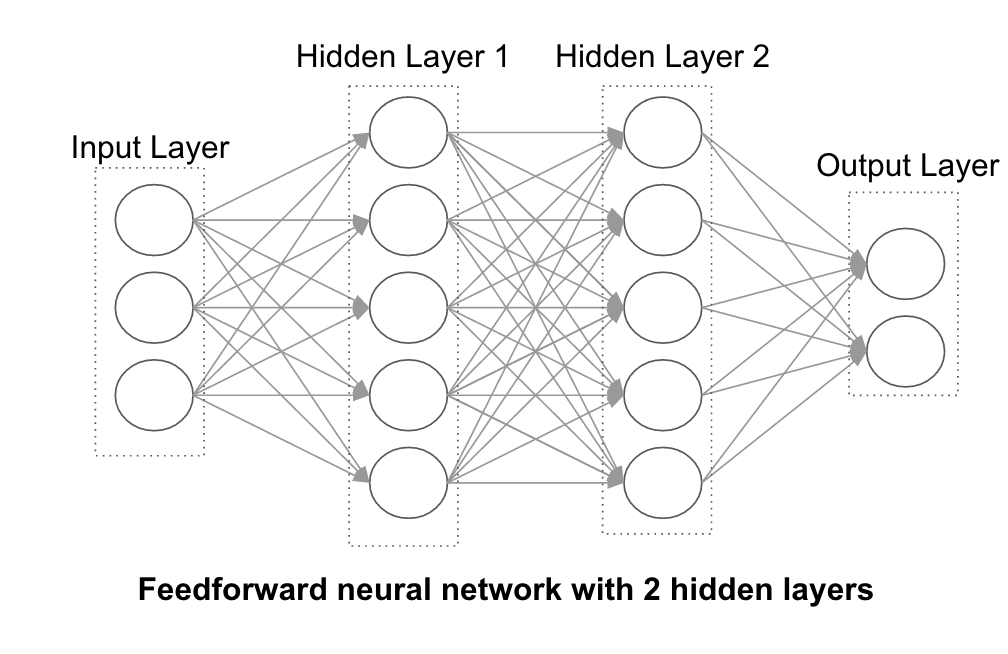 Hidden Layer 1
Hidden Layer 2
Input Layer
Output Layer
Feedforward neural network with 2 hidden layers